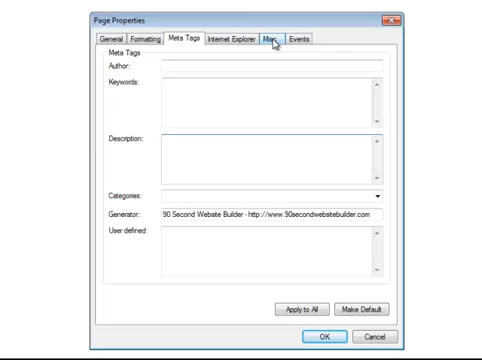 Page Properties
General Formatting Meta Tags Internet Explorer Misc Events
Meta Tags
Author:
Keywords:
Description:
Categories:
Generator: 90 Second Website Builder - http://www.90secondwebsitebuilder.com
User defined:
Apply to All Make Default
OK Cancel